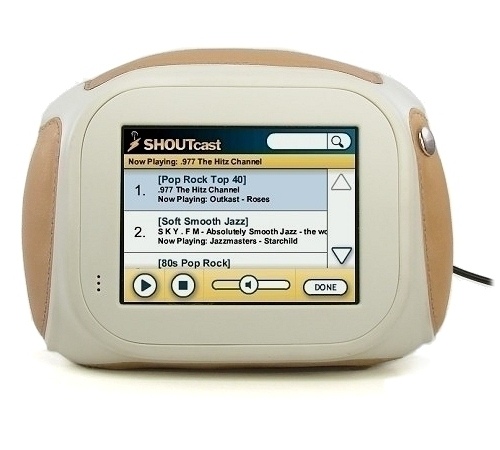 SHOUTcast
Now Playing: .977 The Hitz Channel
1. [Pop Rock Top 40]
.977 The Hitz Channel
Now Playing: Outkast - Roses
2. [Soft Smooth Jazz]
S K Y . F M - Absolutely Smooth Jazz - the wo
Now Playing: Jazzmasters - Starchild
[80s Pop Rock]
DONE